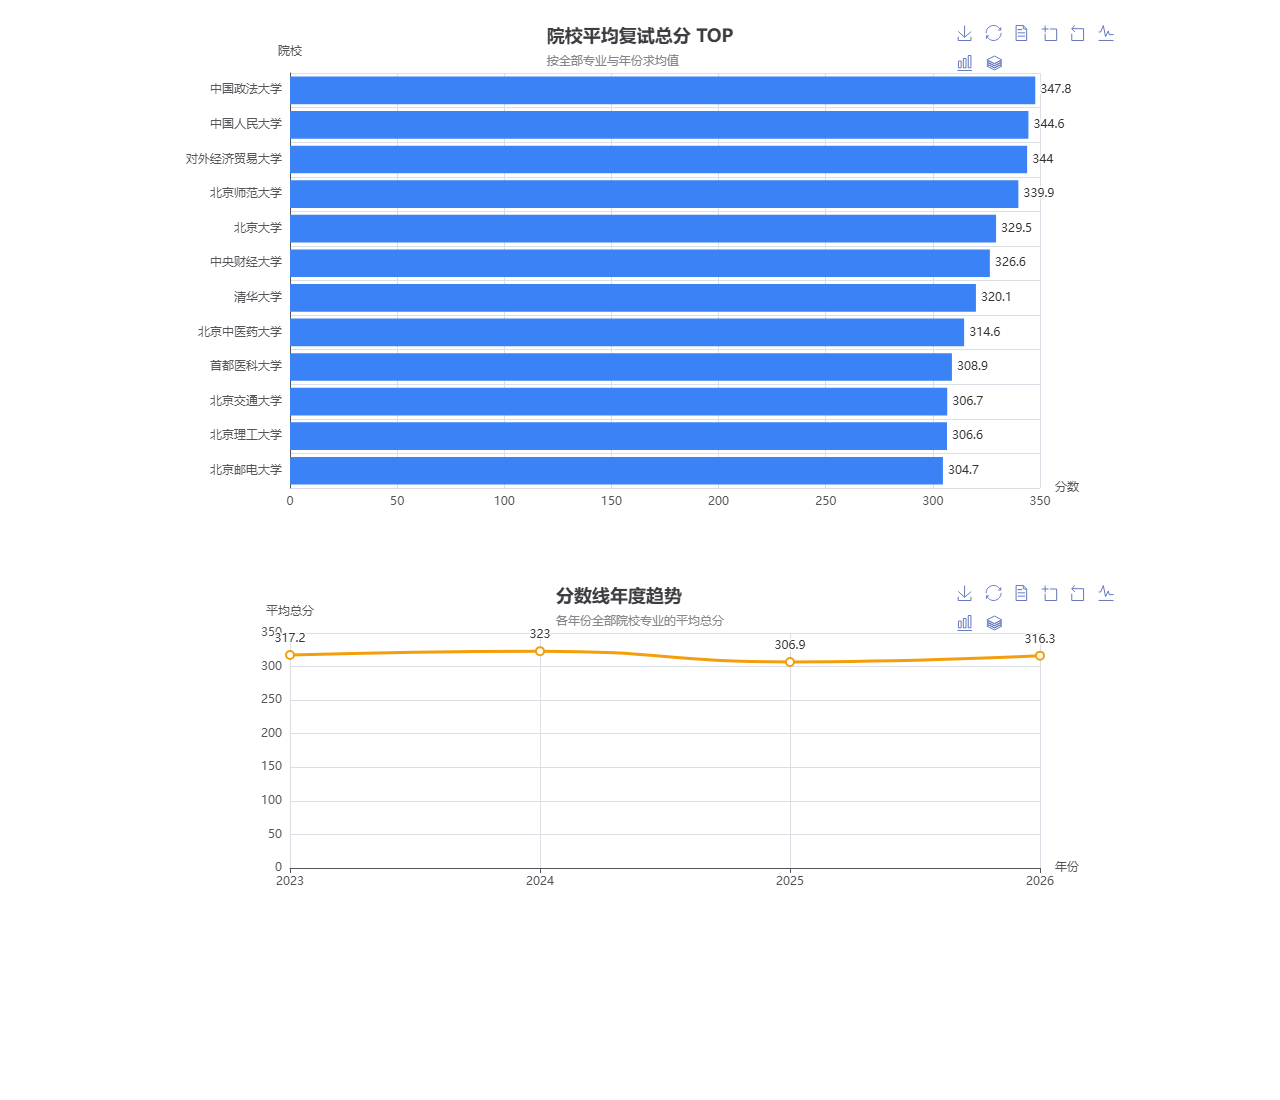 院校平均复试总分 TOP
按全部专业与年份求均值
院校
中国政法大学 347.8
中国人民大学 344.6
对外经济贸易大学 344
北京师范大学 339.9
北京大学 329.5
中央财经大学 326.6
清华大学 320.1
北京中医药大学 314.6
首都医科大学 308.9
北京交通大学 306.7
北京理工大学 306.6
北京邮电大学 304.7
分数
0 50 100 150 200 250 300 350
分数线年度趋势
各年份全部院校专业的平均总分
平均总分
350
317.2 323 306.9 316.3
300
250
200
150
100
50
0
年份
2023 2024 2025 2026